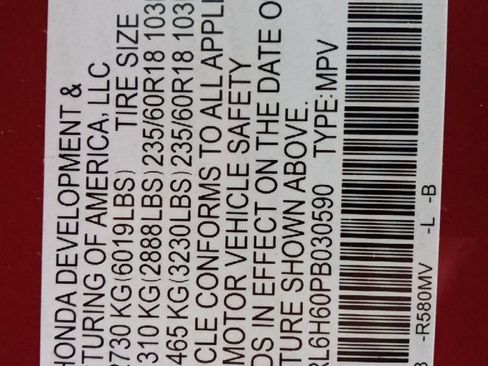 HONDA DEVELOPMENT &
TURING OF AMERICA, LLC
2730 KG(6019LBS) TIRE SIZE
310 KG(2888LBS) 235/60R18 103
465 KG(3230LBS) 235/60R18 103
CLE CONFORMS TO ALL APPLI
MOTOR VEHICLE SAFETY
DS IN EFFECT ON THE DATE O
TURE SHOWN ABOVE.
RL6H60PB030590 TYPE:MPV
-R580MV -L -B